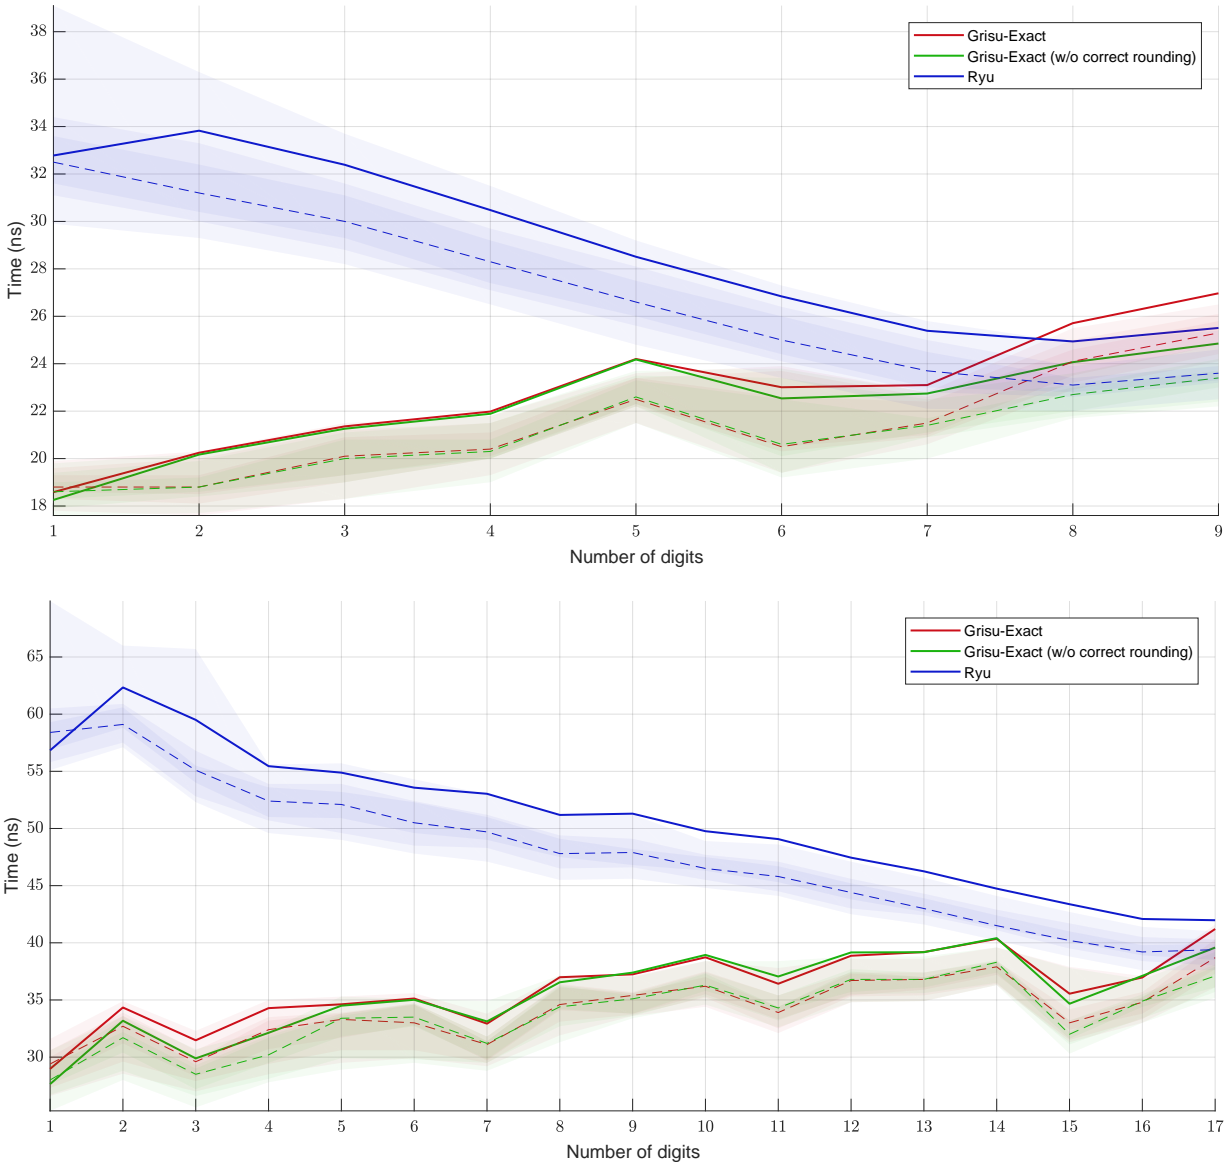 38
36
34
32
30
28
26
24
22
20
18
Time (ns)
Grisu-Exact
Grisu-Exact (w/o correct rounding)
Ryu
1 2 3 4 5 6 7 8 9
Number of digits
65
60
55
50
45
40
35
30
Time (ns)
Grisu-Exact
Grisu-Exact (w/o correct rounding)
Ryu
1 2 3 4 5 6 7 8 9 10 11 12 13 14 15 16 17
Number of digits